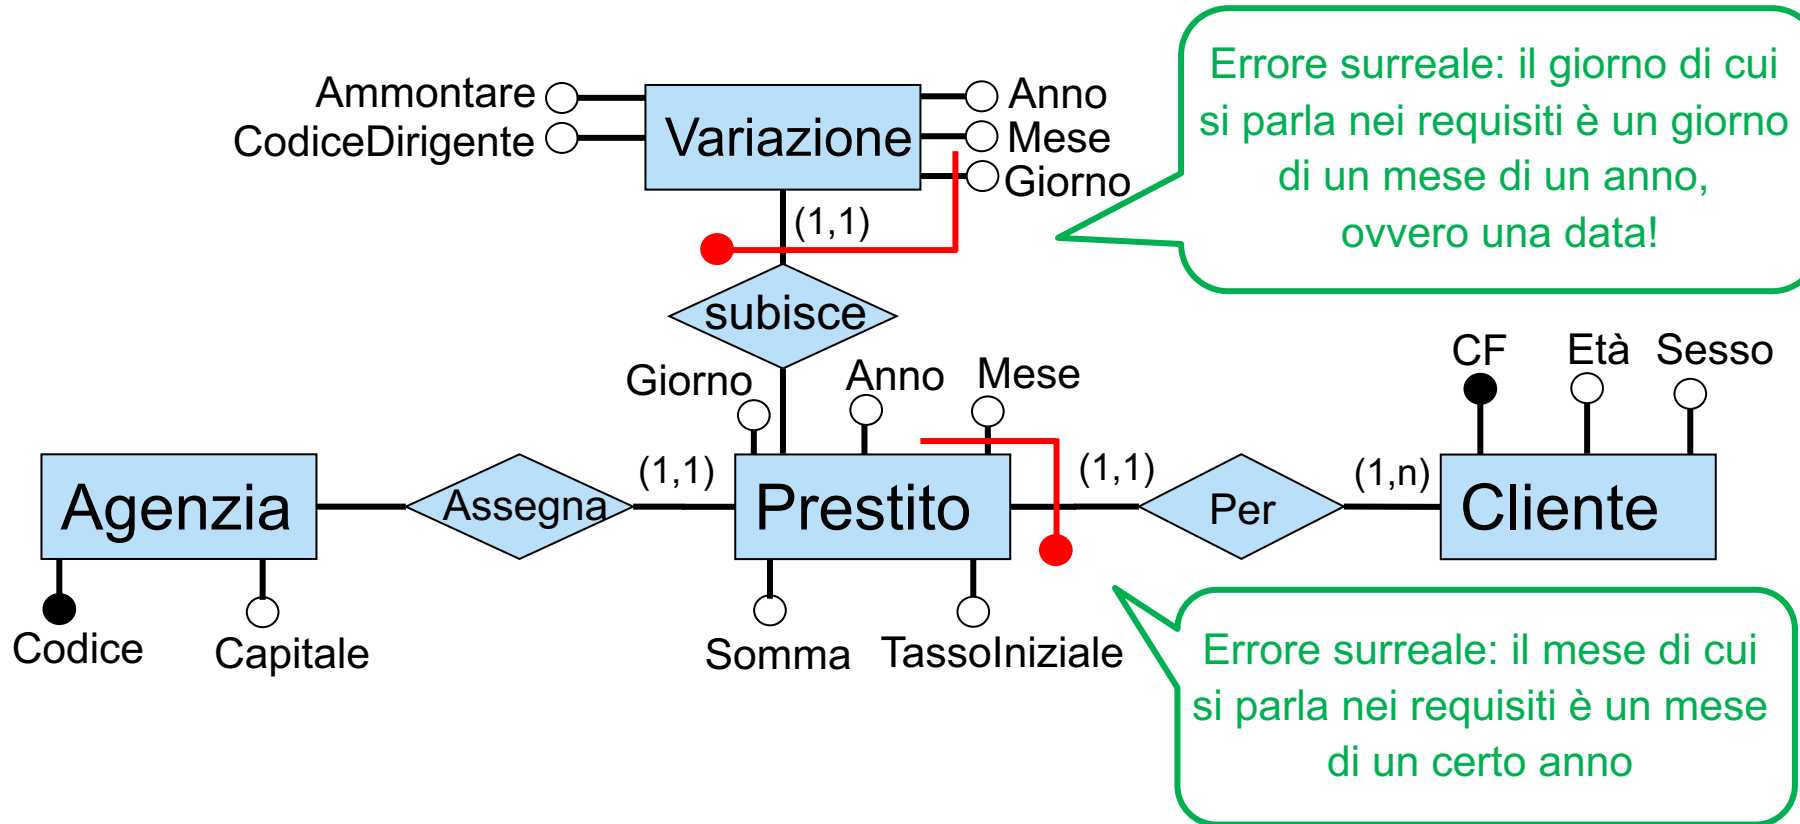 Ammontare
CodiceDirigente
Variazione
Anno
Mese
Giorno
(1,1)
Errore surreale: il giorno di cui
si parla nei requisiti è un giorno
di un mese di un anno,
ovvero una data!
subisce
Giorno
Anno
Mese
CF
Età
Sesso
Agenzia
Assegna
(1,1)
Prestito
(1,1)
Per
(1,n)
Cliente
Codice
Capitale
Somma
TassoIniziale
Errore surreale: il mese di cui
si parla nei requisiti è un mese
di un certo anno